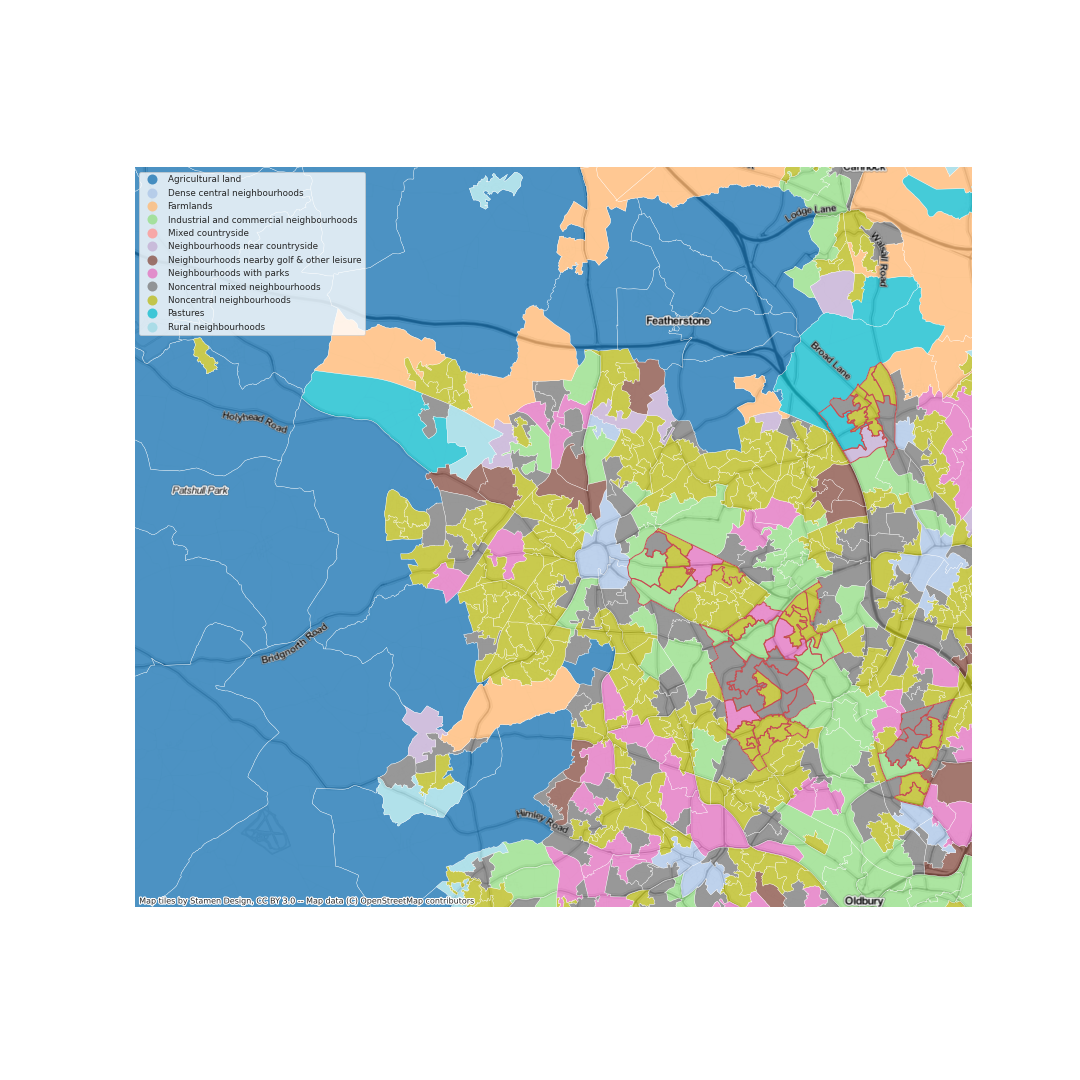 Cannock
Agricultural land
Dense central neighbourhoods
Farmlands
Industrial and commercial neighbourhoods
Mixed countryside
Neighbourhoods near countryside
Neighbourhoods nearby golf & other leisure
Neighbourhoods with parks
Noncentral mixed neighbourhoods
Noncentral neighbourhoods
Pastures
Rural neighbourhoods
Lodge Lane
Walsall Road
Featherstone
Broad Lane
Holyhead Road
Patshull Park
Bridgnorth Road
Himley Road
Map tiles by Stamen Design, CC BY 3.0 -- Map data (C) OpenStreetMap contributors
Oldbury